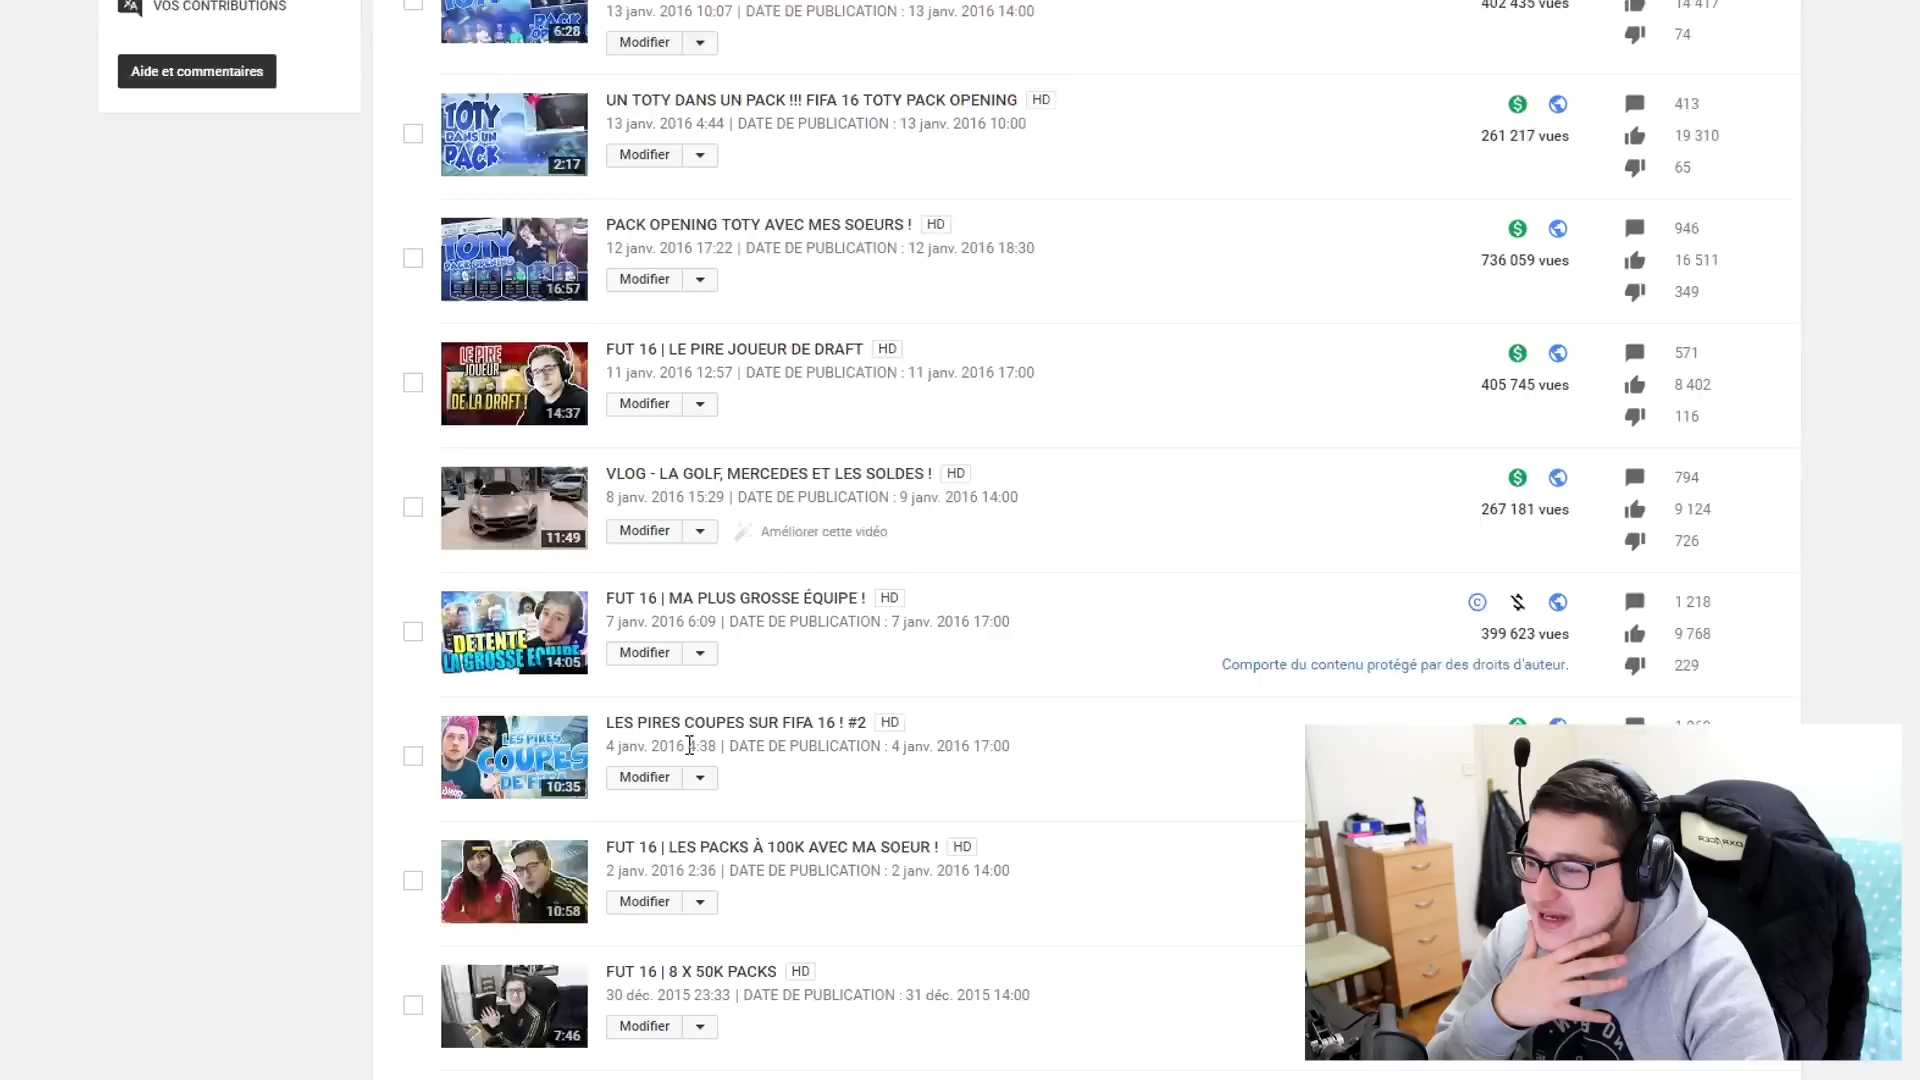 VOS CONTRIBUTIONS
Aide et commentaires
6:28
13 janv. 2016 10:07 | DATE DE PUBLICATION : 13 janv. 2016 14:00
Modifier
402 435 vues
14 417
74
TOTY
DANS UN
PACK
2:17
UN TOTY DANS UN PACK !!! FIFA 16 TOTY PACK OPENING HD
13 janv. 2016 4:44 | DATE DE PUBLICATION : 13 janv. 2016 10:00
Modifier
261 217 vues
413
19 310
65
TOTY
PACK OPENING
16:57
PACK OPENING TOTY AVEC MES SOEURS ! HD
12 janv. 2016 17:22 | DATE DE PUBLICATION : 12 janv. 2016 18:30
Modifier
736 059 vues
946
16 511
349
LE PIRE
JOUEUR
DE LA DRAFT !
14:37
FUT 16 | LE PIRE JOUEUR DE DRAFT HD
11 janv. 2016 12:57 | DATE DE PUBLICATION : 11 janv. 2016 17:00
Modifier
405 745 vues
571
8 402
116
11:49
VLOG - LA GOLF, MERCEDES ET LES SOLDES ! HD
8 janv. 2016 15:29 | DATE DE PUBLICATION : 9 janv. 2016 14:00
Modifier
Améliorer cette vidéo
267 181 vues
794
9 124
726
DETENTE
LA GROSSE EQUIPE
14:05
FUT 16 | MA PLUS GROSSE ÉQUIPE ! HD
7 janv. 2016 6:09 | DATE DE PUBLICATION : 7 janv. 2016 17:00
Modifier
399 623 vues
Comporte du contenu protégé par des droits d'auteur.
1 218
9 768
229
LES PIRES
COUPES
DE FIFA
10:35
LES PIRES COUPES SUR FIFA 16 ! #2 HD
4 janv. 2016 4:38 | DATE DE PUBLICATION : 4 janv. 2016 17:00
Modifier
10:58
FUT 16 | LES PACKS À 100K AVEC MA SOEUR ! HD
2 janv. 2016 2:36 | DATE DE PUBLICATION : 2 janv. 2016 14:00
Modifier
7:46
FUT 16 | 8 X 50K PACKS HD
30 déc. 2015 23:33 | DATE DE PUBLICATION : 31 déc. 2015 14:00
Modifier